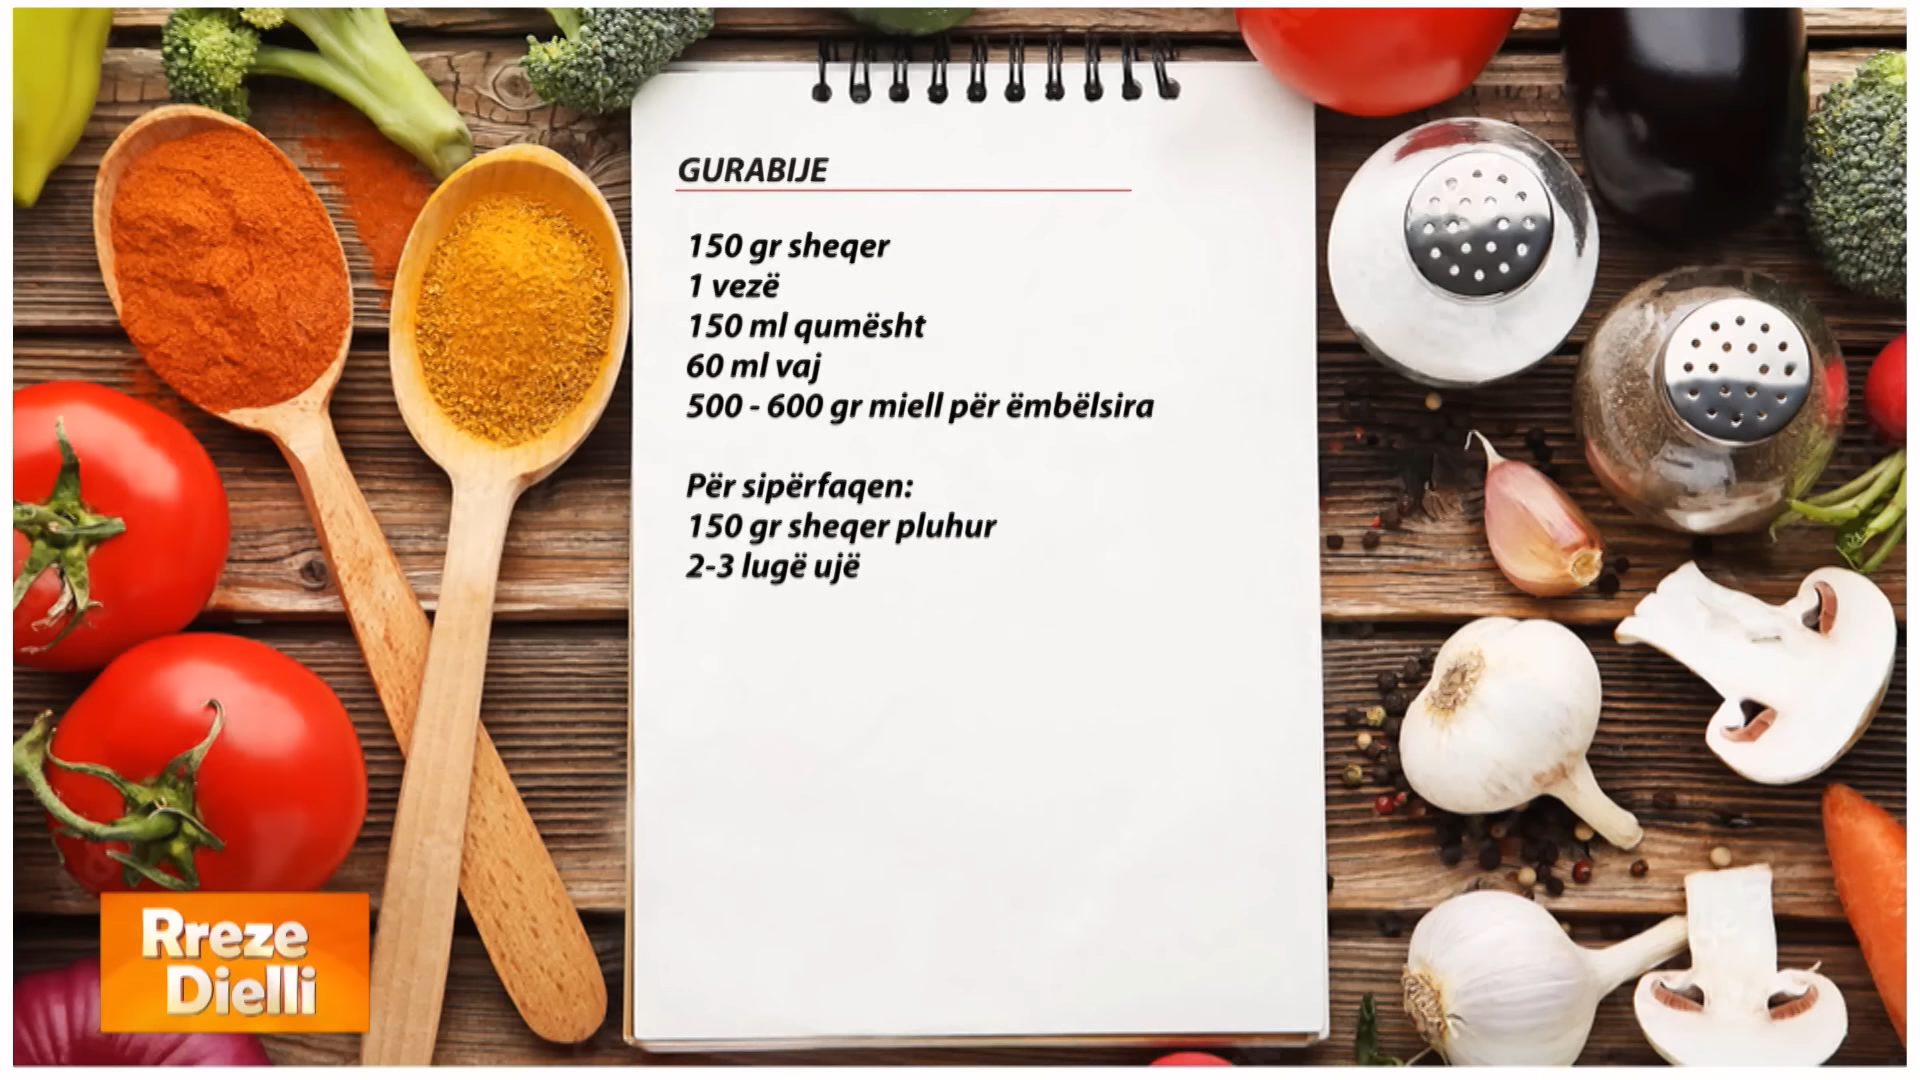 GURABIJE
150 gr sheqer
1 vezë
150 ml qumësht
60 ml vaj
500 - 600 gr miell për ëmbëlsira
Për sipërfaqen:
150 gr sheqer pluhur
2-3 lugë ujë
Rreze
Dielli